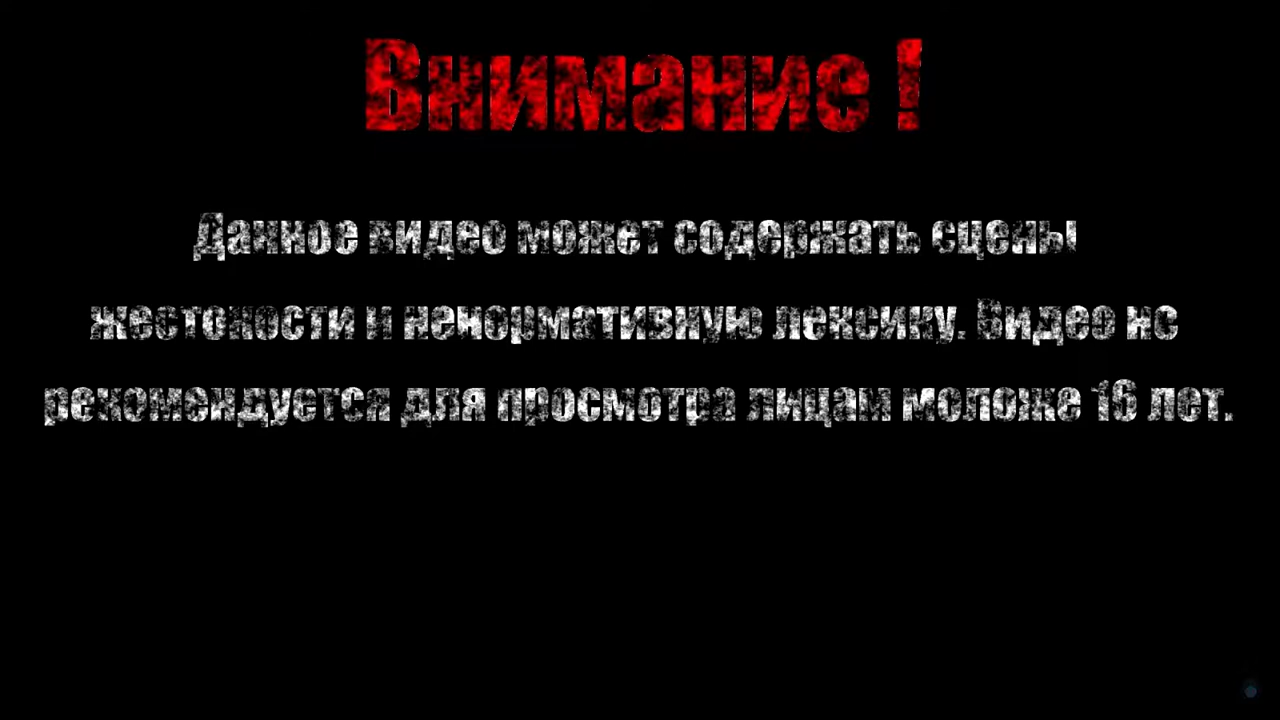 Внимание !
Данное видео может содержать сцены
жестокости и ненормативную лексику. Видео не
рекомендуется для просмотра лицам моложе 16 лет.